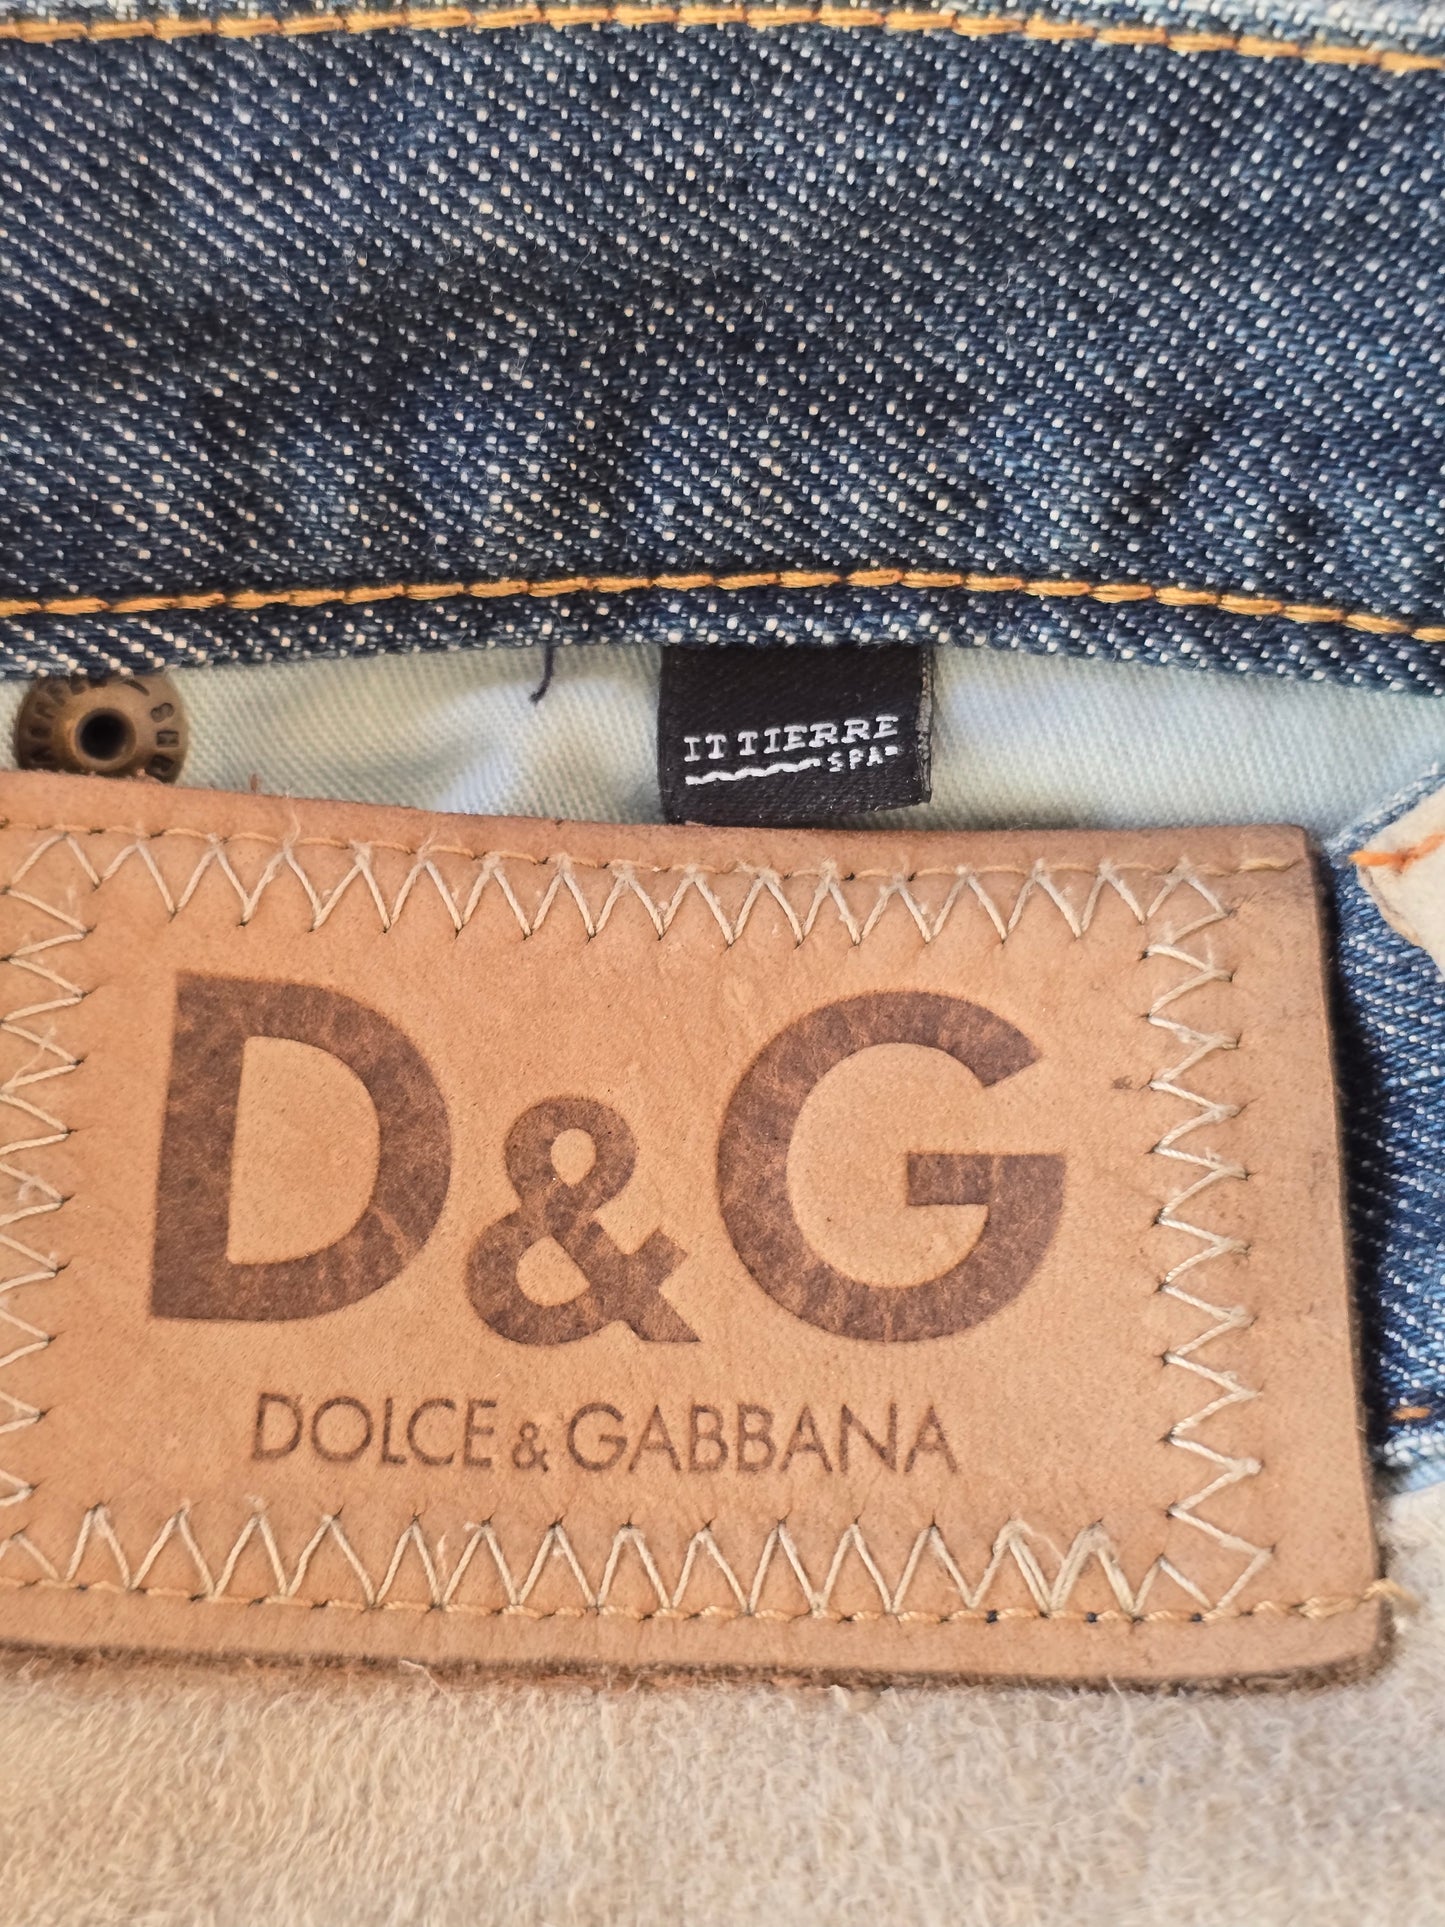 IT TIERRE
SPA
D&G
DOLCE & GABBANA